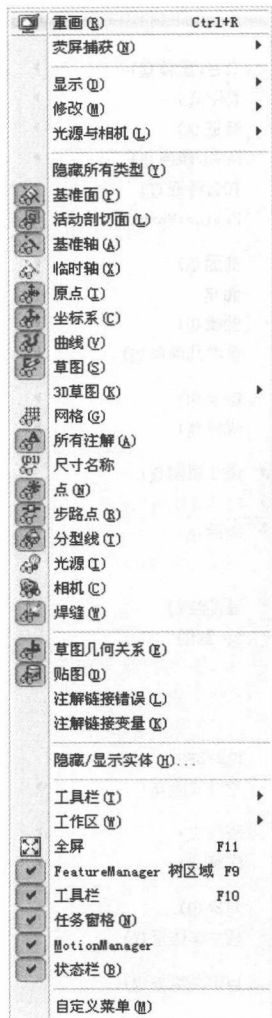 重画(R) Ctrl+R
荧屏捕获(N)
显示(D)
修改(M)
光源与相机(L)
隐藏所有类型(Y)
基准面(P)
活动剖切面(L)
基准轴(A)
临时轴(X)
原点(I)
坐标系(C)
曲线(V)
草图(S)
3D草图(K)
网格(G)
所有注解(A)
尺寸名称
点(N)
步路点(R)
分型线(T)
光源(I)
相机(C)
焊缝(W)
草图几何关系(E)
贴图(D)
注解链接错误(L)
注解链接变量(K)
隐藏/显示实体(H)...
工具栏(T)
工作区(W)
全屏 F11
FeatureManager 树区域 F9
工具栏 F10
任务窗格(N)
MotionManager
状态栏(B)
自定义菜单(M)